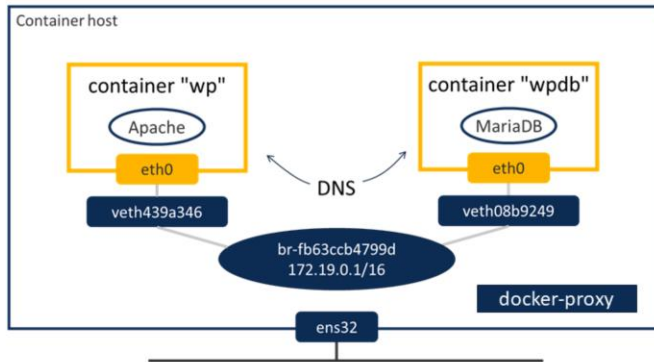 Container host
container "wp"
Apache
eth0
veth439a346
container "wpdb"
MariaDB
eth0
veth08b9249
DNS
br-fb63ccb4799d
172.19.0.1/16
docker-proxy
ens32